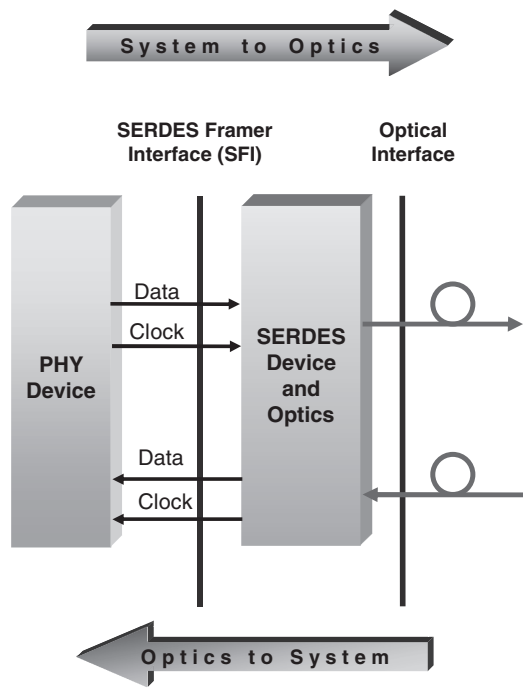 System to Optics
SERDES Framer
Interface (SFI)
Optical
Interface
Data
Clock
PHY
Device
SERDES
Device
and
Optics
Data
Clock
Optics to System